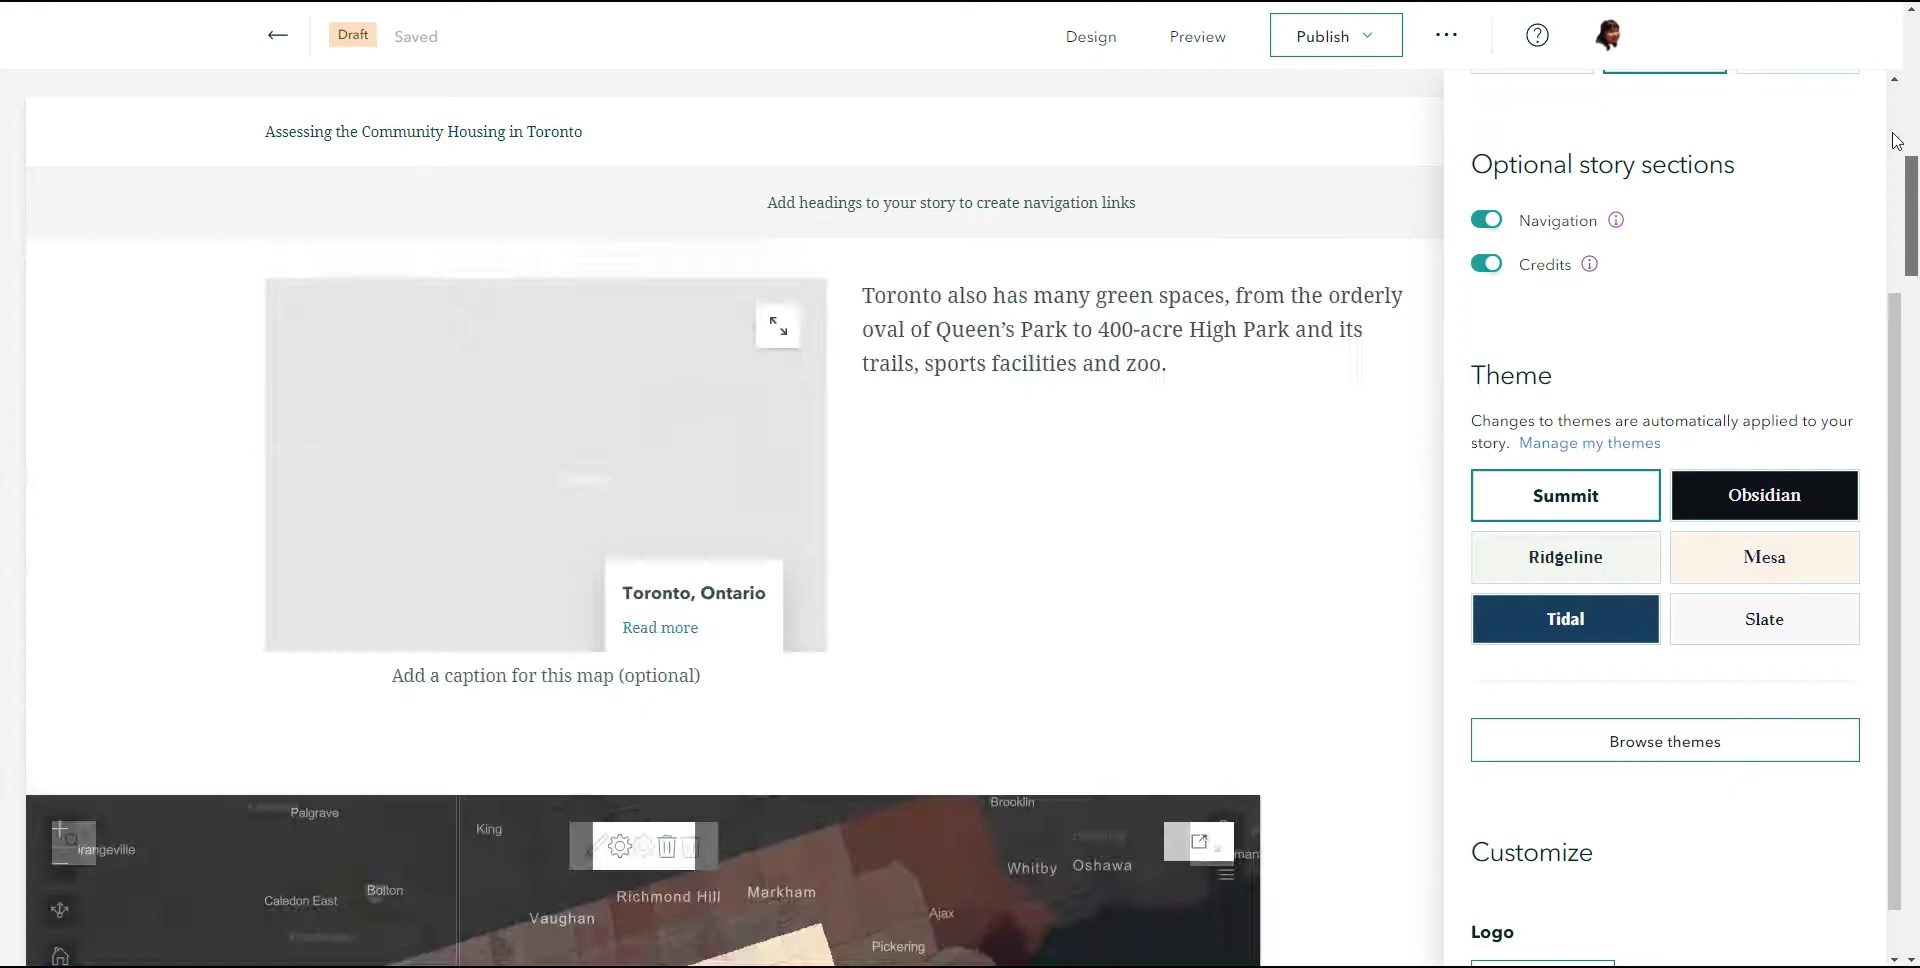 Draft
Saved
Design
Preview
Publish
Assessing the Community Housing in Toronto
Add headings to your story to create navigation links
Toronto also has many green spaces, from the orderly
oval of Queen’s Park to 400-acre High Park and its
trails, sports facilities and zoo.
Toronto, Ontario
Read more
Add a caption for this map (optional)
Palgrave
King
Brooklin
Bolton
Caledon East
Richmond Hill
Markham
Whitby
Oshawa
Vaughan
Ajax
Pickering
Optional story sections
Navigation
Credits
Theme
Changes to themes are automatically applied to your
story. Manage my themes
Summit
Obsidian
Ridgeline
Mesa
Tidal
Slate
Browse themes
Customize
Logo